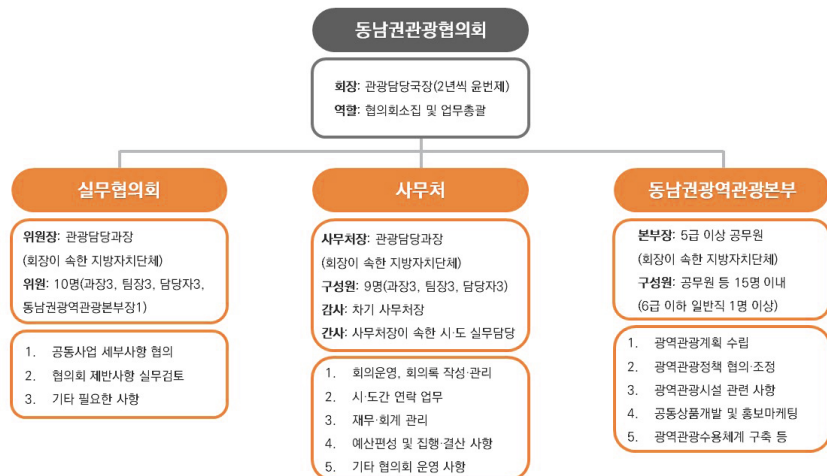 동남권관광협의회
회장: 관광담당국장(2년씩 윤번제)
역할: 협의회소집 및 업무총괄
실무협의회
위원장: 관광담당과장
(회장이 속한 지방자치단체)
위원: 10명(과장3, 팀장3, 담당자3,
동남권광역관광본부장1)
1. 공동사업 세부사항 협의
2. 협의회 제반사항 실무검토
3. 기타 필요한 사항
사무처
사무처장: 관광담당과장
(회장이 속한 지방자치단체)
구성원: 9명(과장3, 팀장3, 담당자3)
감사: 차기 사무처장
간사: 사무처장이 속한 시·도 실무담당
1. 회의운영, 회의록 작성·관리
2. 시·도간 연락 업무
3. 재무·회계 관리
4. 예산편성 및 집행·결산 사항
5. 기타 협의회 운영 사항
동남권광역관광본부
본부장: 5급 이상 공무원
(회장이 속한 지방자치단체)
구성원: 공무원 등 15명 이내
(6급 이하 일반직 1명 이상)
1. 광역관광계획 수립
2. 광역관광정책 협의·조정
3. 광역관광시설 관련 사항
4. 공동상품개발 및 홍보마케팅
5. 광역관광수용체계 구축 등